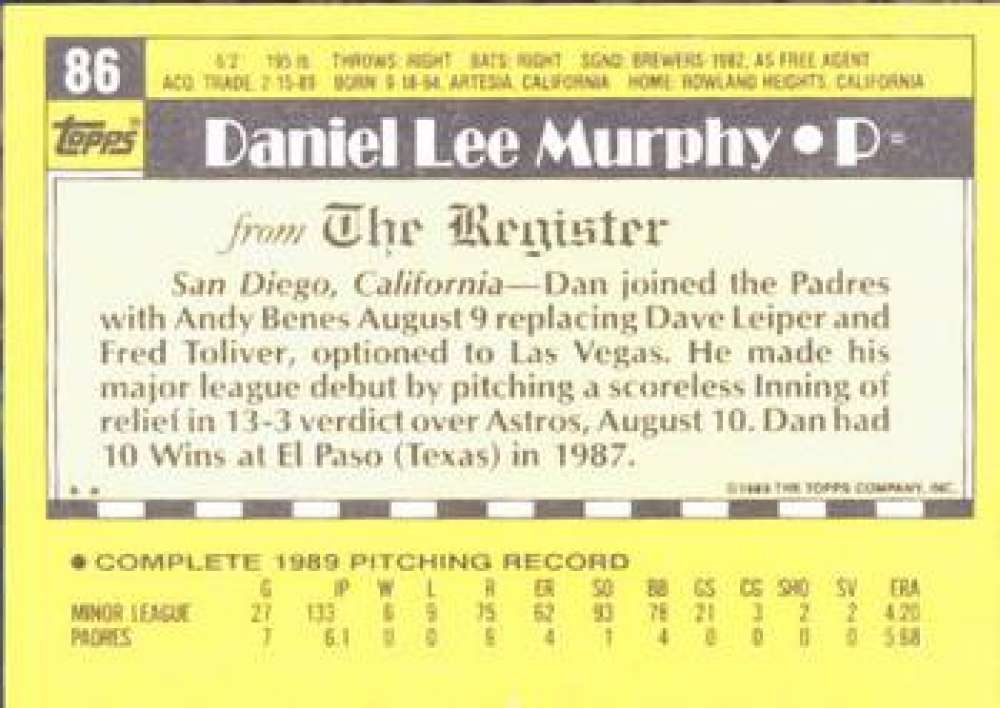 86
6'2" 195 lb. THROWS: RIGHT BATS: RIGHT SGND: BREWERS-1982, AS FREE AGENT
ACQ: TRADE, 2-15-89 BORN: 9-18-64, ARTESIA, CALIFORNIA HOME: ROWLAND HEIGHTS, CALIFORNIA
TOPPS®
Daniel Lee Murphy • P
from The Register
San Diego, California—Dan joined the Padres
with Andy Benes August 9 replacing Dave Leiper and
Fred Toliver, optioned to Las Vegas. He made his
major league debut by pitching a scoreless Inning of
relief in 13-3 verdict over Astros, August 10. Dan had
10 Wins at El Paso (Texas) in 1987.
* * ©1989 THE TOPPS COMPANY, INC.
• COMPLETE 1989 PITCHING RECORD
G IP W L R ER SO BB GS CG SHO SV ERA
MINOR LEAGUE 27 133 6 9 75 62 93 78 21 3 2 2 4.20
PADRES 7 6.1 0 0 6 4 1 4 0 0 0 0 5.68